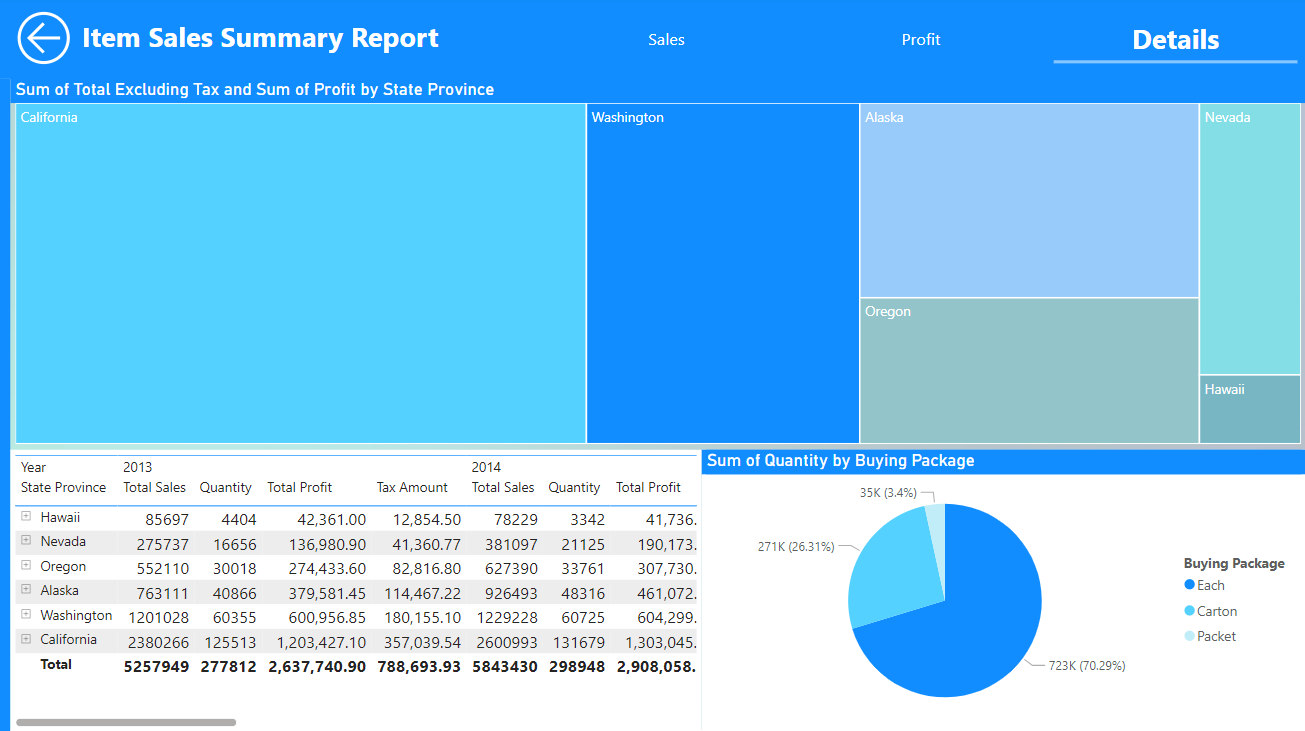 Item Sales Summary Report
Sales
Profit
Details
Sum of Total Excluding Tax and Sum of Profit by State Province
California
Washington
Alaska
Nevada
Oregon
Hawaii
Year 2013 2014
State Province Total Sales Quantity Total Profit Tax Amount Total Sales Quantity Total Profit
Hawaii 85697 4404 42,361.00 12,854.50 78229 3342 41,736.
Nevada 275737 16656 136,980.90 41,360.77 381097 21125 190,173.
Oregon 552110 30018 274,433.60 82,816.80 627390 33761 307,730.
Alaska 763111 40866 379,581.45 114,467.22 926493 48316 461,072.
Washington 1201028 60355 600,956.85 180,155.10 1229228 60725 604,299.
California 2380266 125513 1,203,427.10 357,039.54 2600993 131679 1,303,045.
Total 5257949 277812 2,637,740.90 788,693.93 5843430 298948 2,908,058.
Sum of Quantity by Buying Package
35K (3.4%)
271K (26.31%)
723K (70.29%)
Buying Package
Each
Carton
Packet